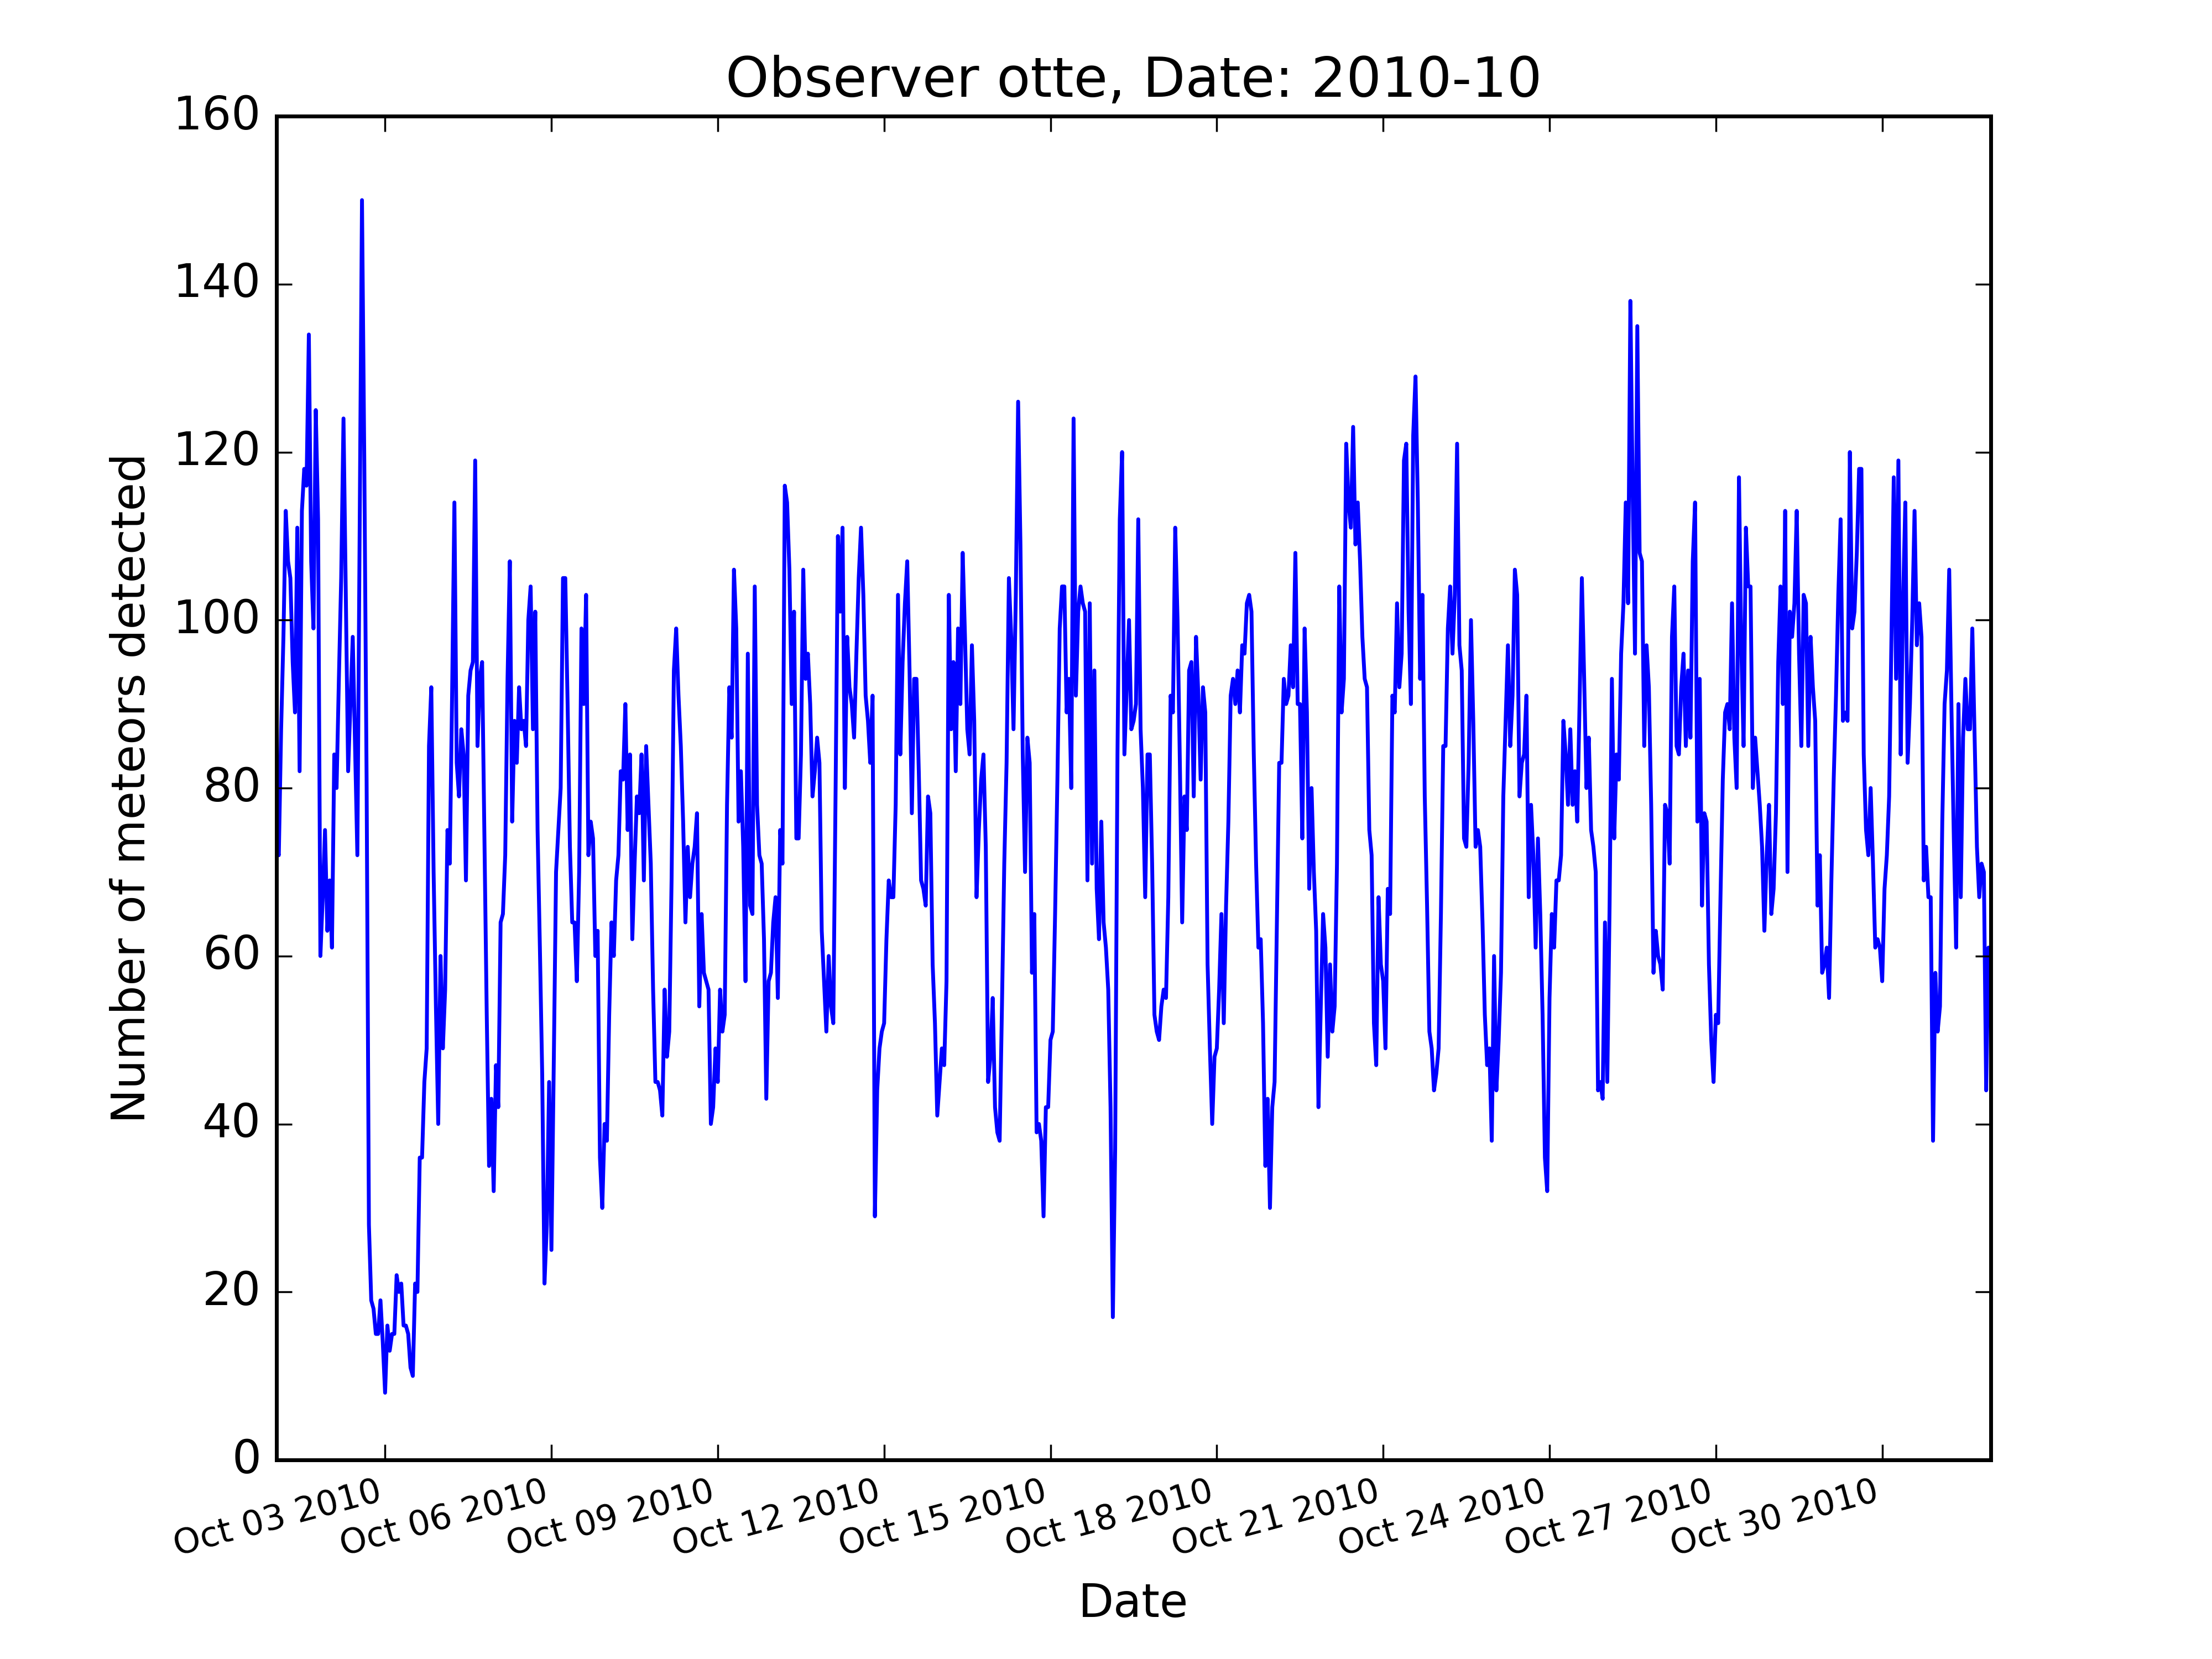 Observer otte, Date: 2010-10
160
140
120
100
80
60
40
20
0
Number of meteors detected
Oct 03 2010
Oct 06 2010
Oct 09 2010
Oct 12 2010
Oct 15 2010
Oct 18 2010
Oct 21 2010
Oct 24 2010
Oct 27 2010
Oct 30 2010
Date